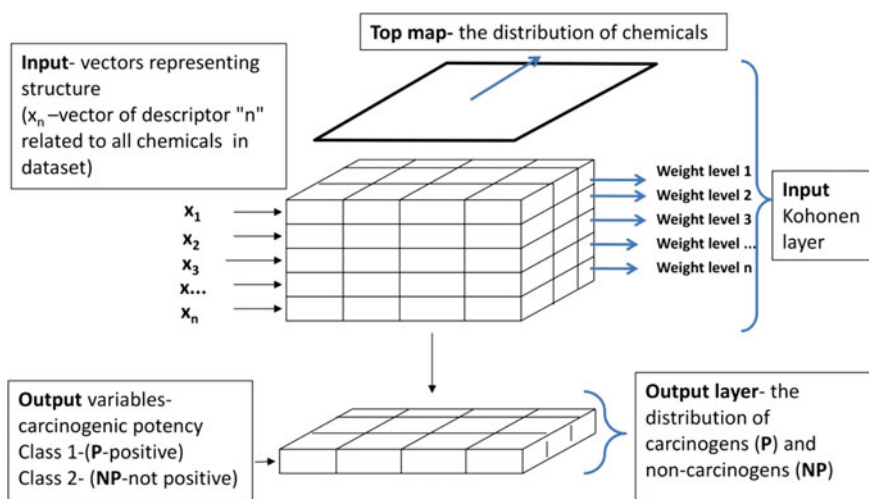 Top map- the distribution of chemicals
Input- vectors representing
structure
(xn –vector of descriptor "n"
related to all chemicals in
dataset)
x1
x2
x3
x...
xn
Weight level 1
Weight level 2
Weight level 3
Weight level ...
Weight level n
Input
Kohonen
layer
Output variables-
carcinogenic potency
Class 1-(P-positive)
Class 2- (NP-not positive)
Output layer- the
distribution of
carcinogens (P) and
non-carcinogens (NP)